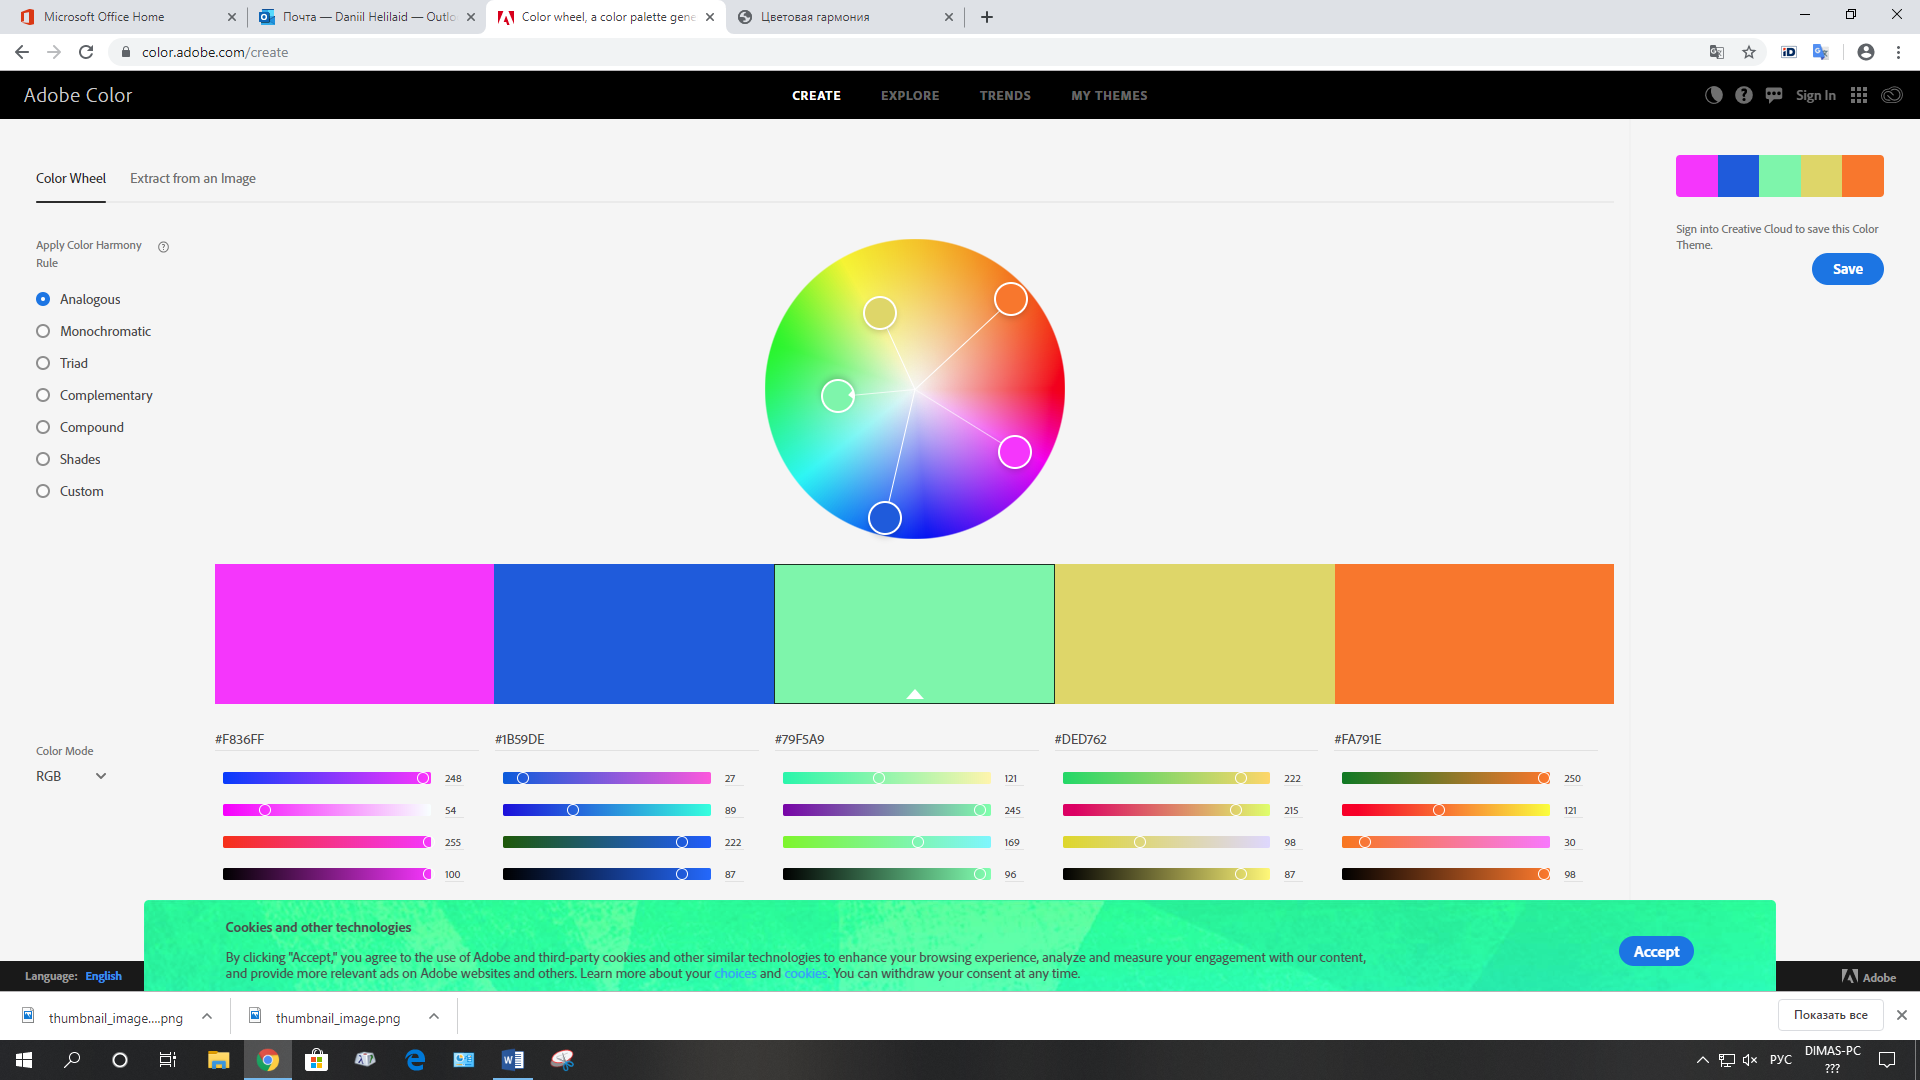 Microsoft Office Home
Почта — Daniil Helilaid — Outlo
Color wheel, a color palette gene
Цветовая гармония
color.adobe.com/create
Adobe Color
CREATE
EXPLORE
TRENDS
MY THEMES
Sign In
Color Wheel
Extract from an Image
Apply Color Harmony
Rule
Analogous
Monochromatic
Triad
Complementary
Compound
Shades
Custom
Sign into Creative Cloud to save this Color
Theme.
Save
Color Mode
RGB
#F836FF
#1B59DE
#79F5A9
#DED762
#FA791E
248
27
121
222
250
54
89
245
215
121
255
222
169
98
30
100
87
96
87
98
Cookies and other technologies
By clicking "Accept," you agree to the use of Adobe and third-party cookies and other similar technologies to enhance your browsing experience, analyze and measure your engagement with our content,
and provide more relevant ads on Adobe websites and others. Learn more about your choices and cookies. You can withdraw your consent at any time.
Accept
Language: English
Adobe
thumbnail_image....png
thumbnail_image.png
Показать все
РУС
DIMAS-PC
???